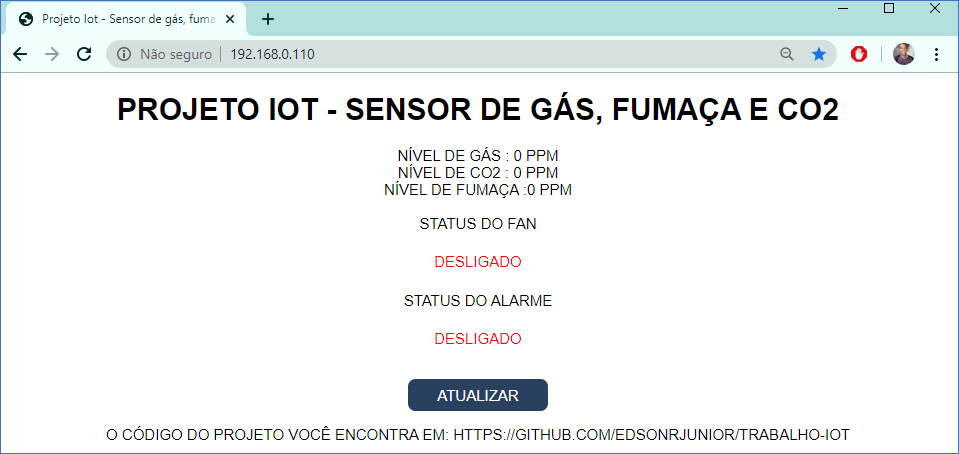 Projeto Iot - Sensor de gás, fuma
Não seguro
192.168.0.110
PROJETO IOT - SENSOR DE GÁS, FUMAÇA E CO2
NÍVEL DE GÁS : 0 PPM
NÍVEL DE CO2 : 0 PPM
NÍVEL DE FUMAÇA :0 PPM
STATUS DO FAN
DESLIGADO
STATUS DO ALARME
DESLIGADO
ATUALIZAR
O CÓDIGO DO PROJETO VOCÊ ENCONTRA EM: HTTPS://GITHUB.COM/EDSONRJUNIOR/TRABALHO-IOT